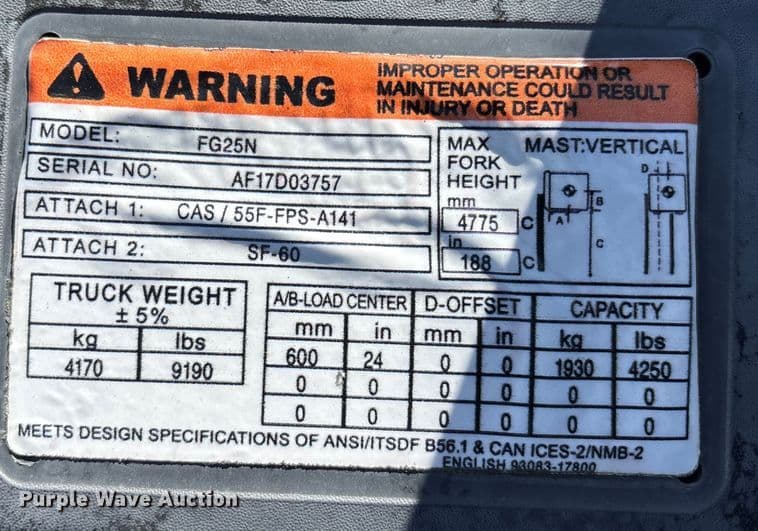 WARNING
IMPROPER OPERATION OR
MAINTENANCE COULD RESULT
IN INJURY OR DEATH
MODEL: FG25N
SERIAL NO: AF17D03757
ATTACH 1: CAS / 55F-FPS-A141
ATTACH 2: SF-60
MAX FORK HEIGHT
MAST:VERTICAL
mm
4775 C
in
188 C
A
B
C
D
TRUCK WEIGHT
± 5%
kg lbs
4170 9190
A/B-LOAD CENTER D-OFFSET CAPACITY
mm in mm in kg lbs
600 24 0 0 1930 4250
0 0 0 0 0 0
0 0 0 0 0 0
MEETS DESIGN SPECIFICATIONS OF ANSI/ITSDF B56.1 & CAN ICES-2/NMB-2
ENGLISH 93083-17800
Purple Wave Auction